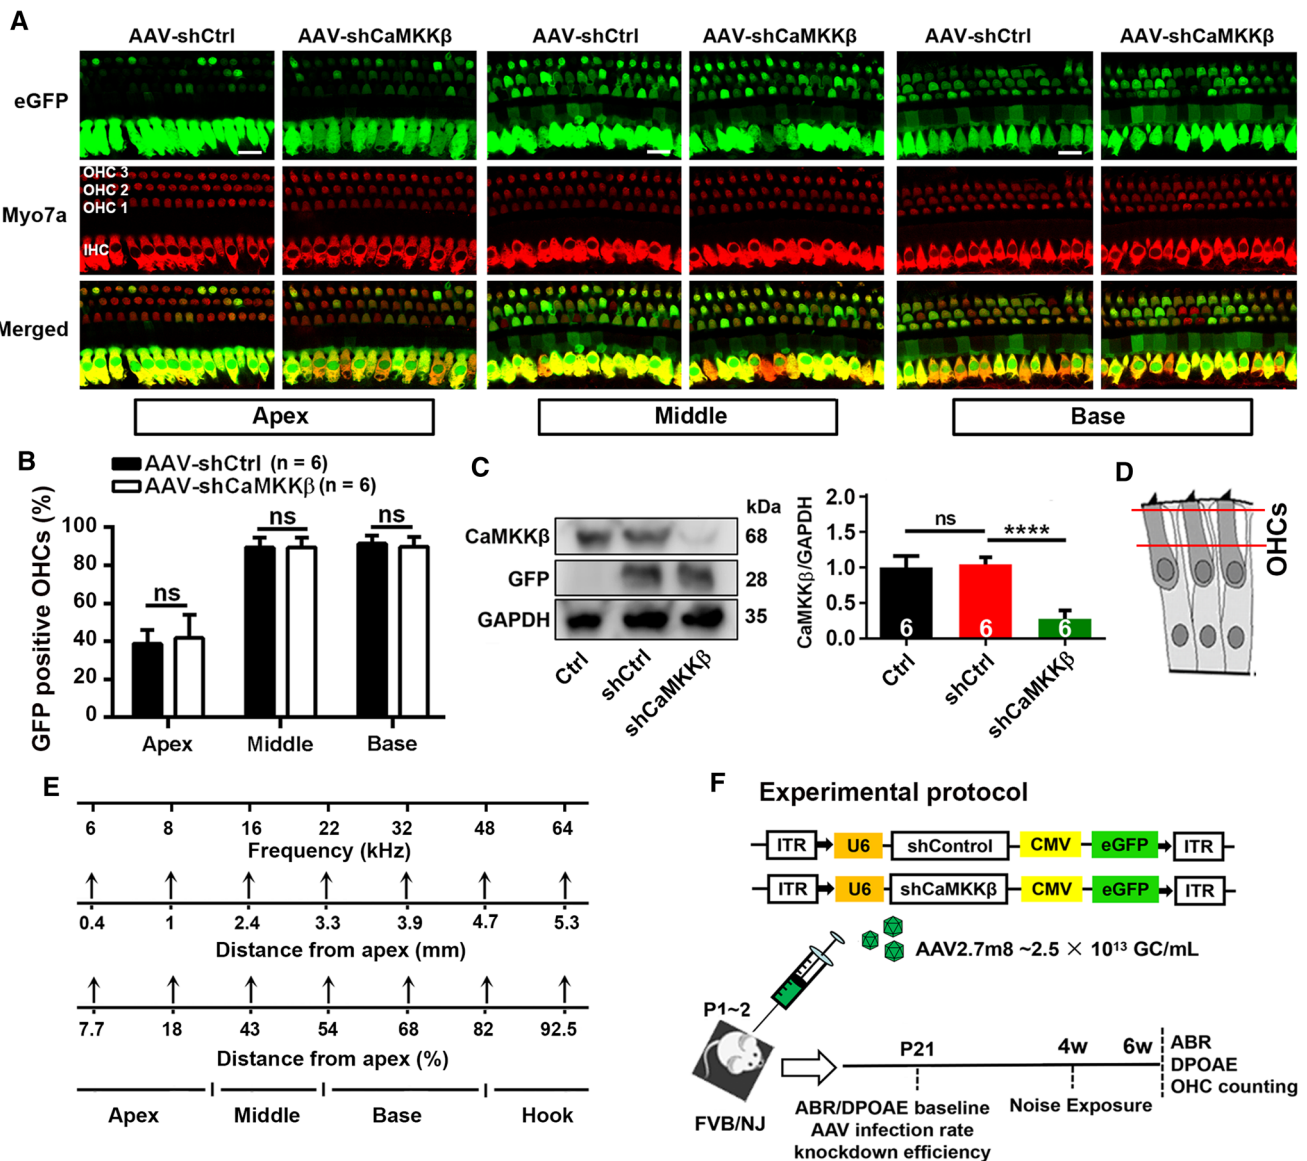 A
AAV-shCtrl AAV-shCaMKKβ AAV-shCtrl AAV-shCaMKKβ AAV-shCtrl AAV-shCaMKKβ
eGFP
OHC 3
OHC 2
OHC 1
Myo7a
IHC
Merged
Apex Middle Base
B
AAV-shCtrl (n = 6)
AAV-shCaMKKβ (n = 6)
GFP positive OHCs (%)
100
80
60
40
20
0
ns ns ns
Apex Middle Base
C
kDa
CaMKKβ 68
GFP 28
GAPDH 35
Ctrl shCtrl shCaMKKβ
CaMKKβ/GAPDH
2.0
1.5
1.0
0.5
0.0
ns ****
6 6 6
Ctrl shCtrl shCaMKKβ
D
OHCs
E
6 8 16 22 32 48 64
Frequency (kHz)
0.4 1 2.4 3.3 3.9 4.7 5.3
Distance from apex (mm)
7.7 18 43 54 68 82 92.5
Distance from apex (%)
Apex Middle Base Hook
F
Experimental protocol
ITR U6 shControl CMV eGFP ITR
ITR U6 shCaMKKβ CMV eGFP ITR
AAV2.7m8 ~2.5 × 10¹³ GC/mL
P1~2
FVB/NJ
P21 4w 6w
ABR/DPOAE baseline
AAV infection rate
knockdown efficiency
Noise Exposure
ABR
DPOAE
OHC counting